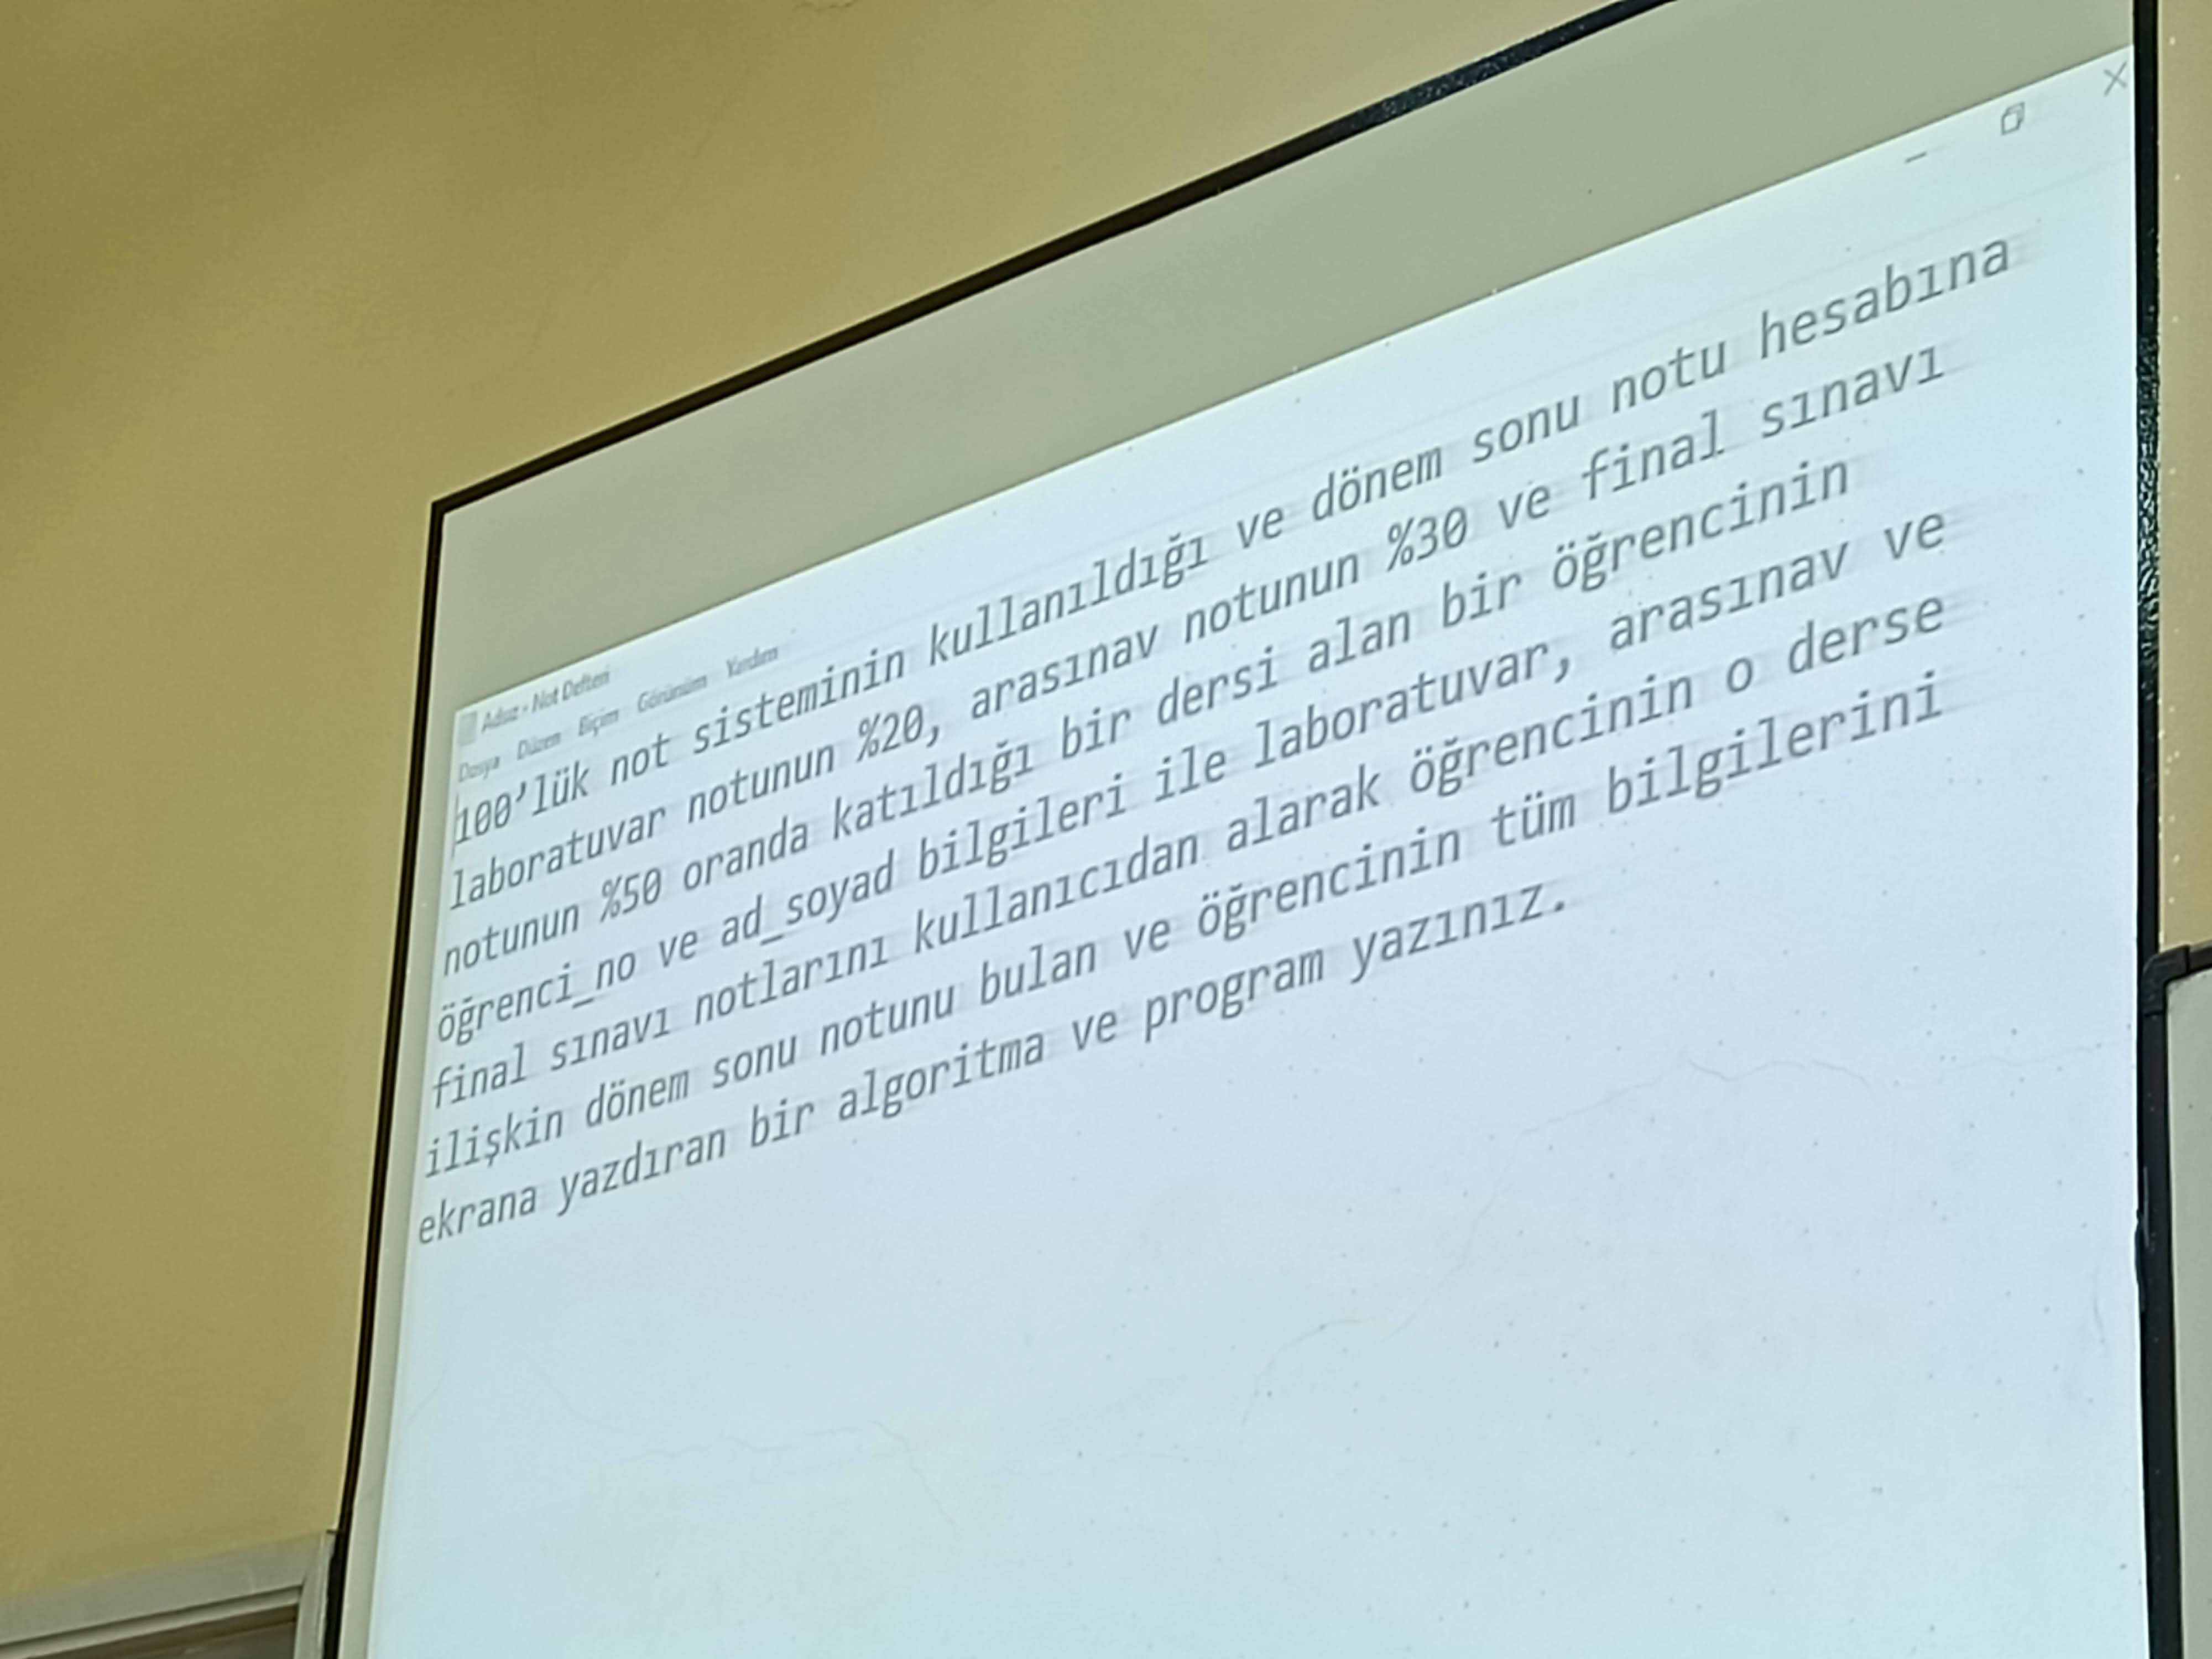 Adsız - Not Defteri
Dosya Düzen Biçim Görünüm Yardım
100’lük not sisteminin kullanıldığı ve dönem sonu notu hesabına
laboratuvar notunun %20, arasınav notunun %30 ve final sınavı
notunun %50 oranda katıldığı bir dersi alan bir öğrencinin
öğrenci_no ve ad_soyad bilgileri ile laboratuvar, arasınav ve
final sınavı notlarını kullanıcıdan alarak öğrencinin o derse
ilişkin dönem sonu notunu bulan ve öğrencinin tüm bilgilerini
ekrana yazdıran bir algoritma ve program yazınız.